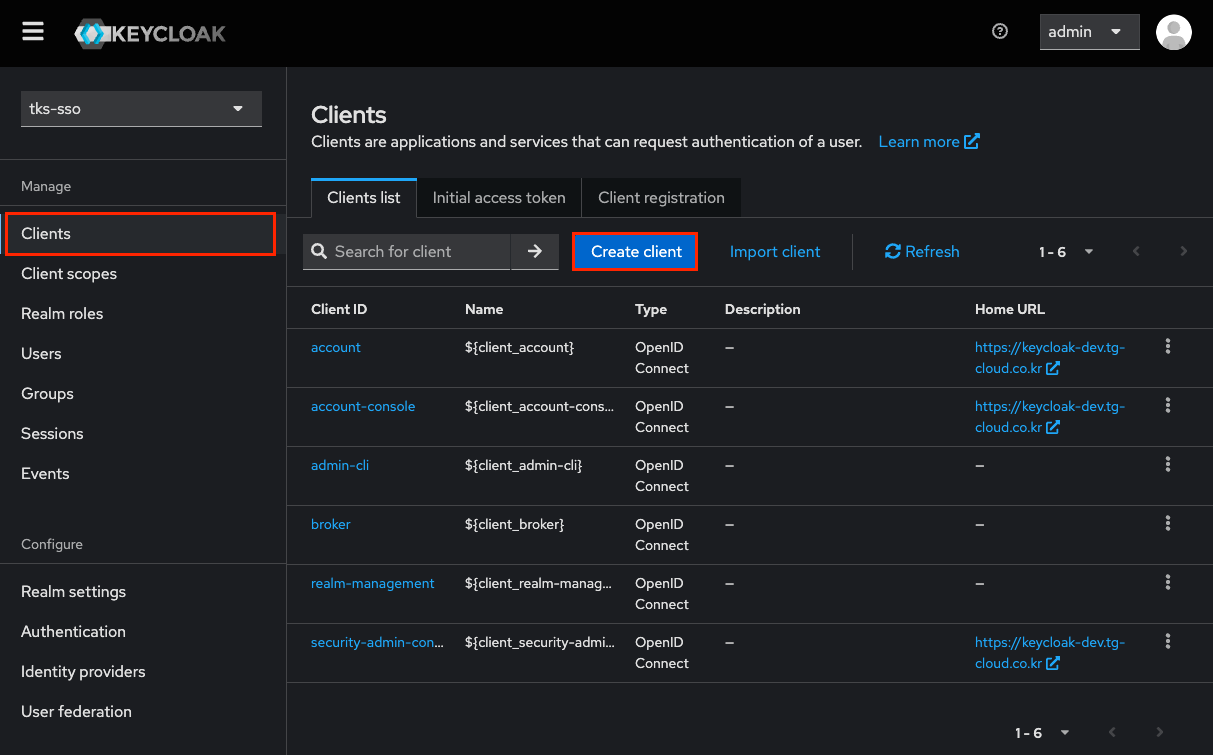 KEYCLOAK
admin
tks-sso
Manage
Clients
Client scopes
Realm roles
Users
Groups
Sessions
Events
Configure
Realm settings
Authentication
Identity providers
User federation
Clients
Clients are applications and services that can request authentication of a user. Learn more
Clients list Initial access token Client registration
Search for client Create client Import client Refresh 1 - 6
Client ID Name Type Description Home URL
account ${client_account} OpenID – https://keycloak-dev.tg-
Connect cloud.co.kr
account-console ${client_account-cons... OpenID – https://keycloak-dev.tg-
Connect cloud.co.kr
admin-cli ${client_admin-cli} OpenID – –
Connect
broker ${client_broker} OpenID – –
Connect
realm-management ${client_realm-manag... OpenID – –
Connect
security-admin-con... ${client_security-admi... OpenID – https://keycloak-dev.tg-
Connect cloud.co.kr
1 - 6